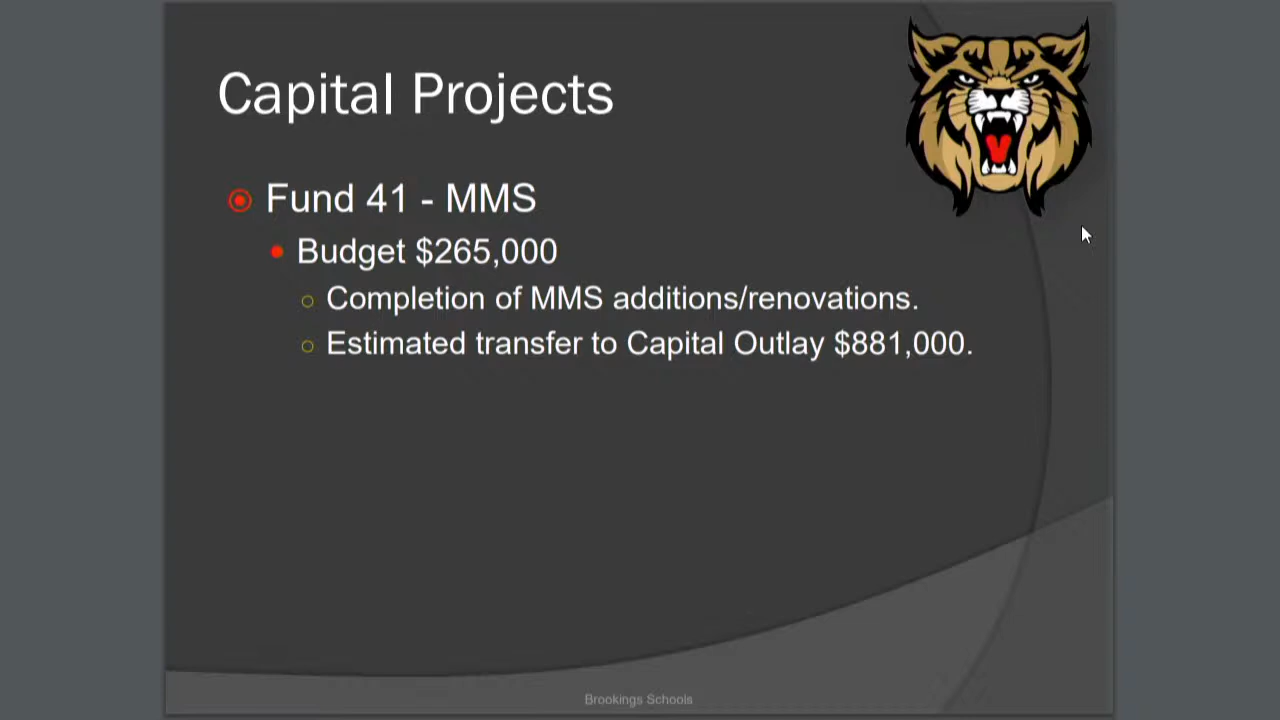 Capital Projects
Fund 41 - MMS
Budget $265,000
Completion of MMS additions/renovations.
Estimated transfer to Capital Outlay $881,000.
Brookings Schools